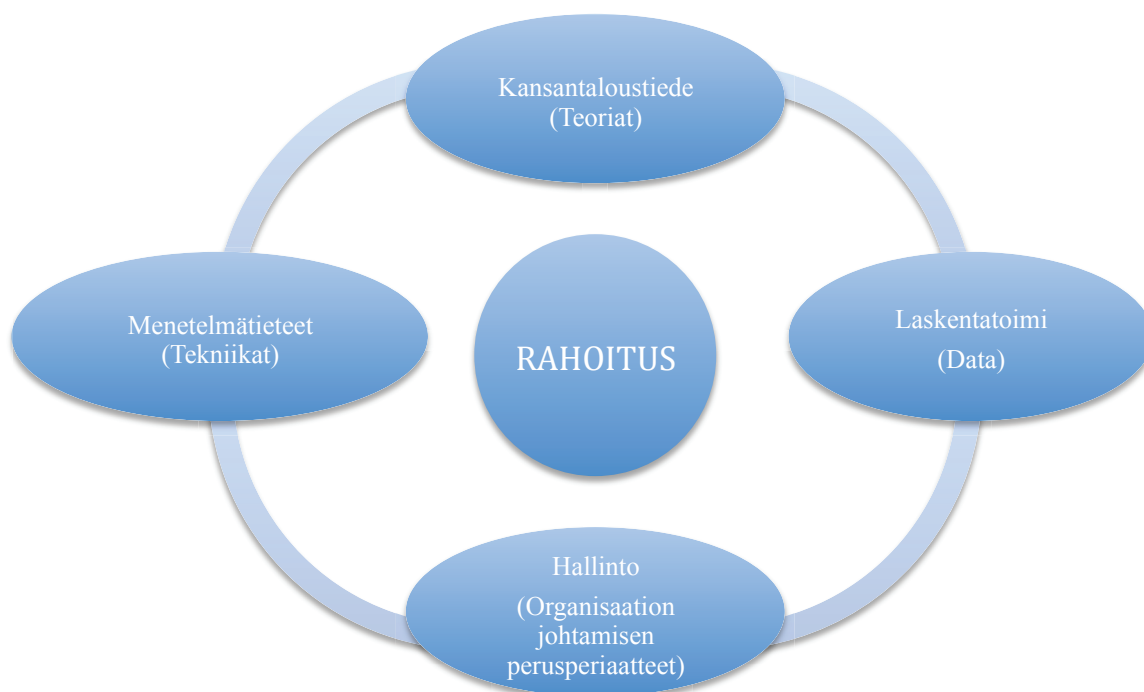 Kansantaloustiede
(Teoriat)
Menetelmätieteet
(Tekniikat)
RAHOITUS
Laskentatoimi
(Data)
Hallinto
(Organisaation
johtamisen
perusperiaatteet)